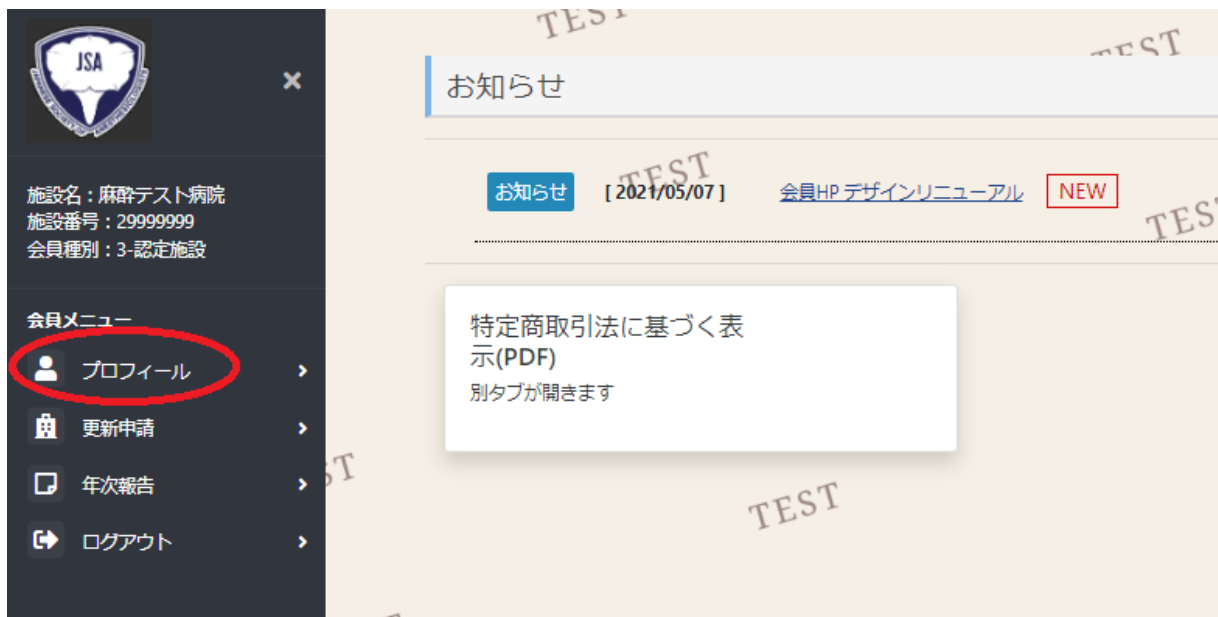 JSA
施設名：麻酔テスト病院
施設番号：29999999
会員種別：3-認定施設
会員メニュー
プロフィール
更新申請
年次報告
ログアウト
TEST
TEST
お知らせ
TEST
お知らせ [ 2021/05/07 ] 会員HP デザインリニューアル NEW
TES
特定商取引法に基づく表
示(PDF)
別タブが開きます
ST
TEST